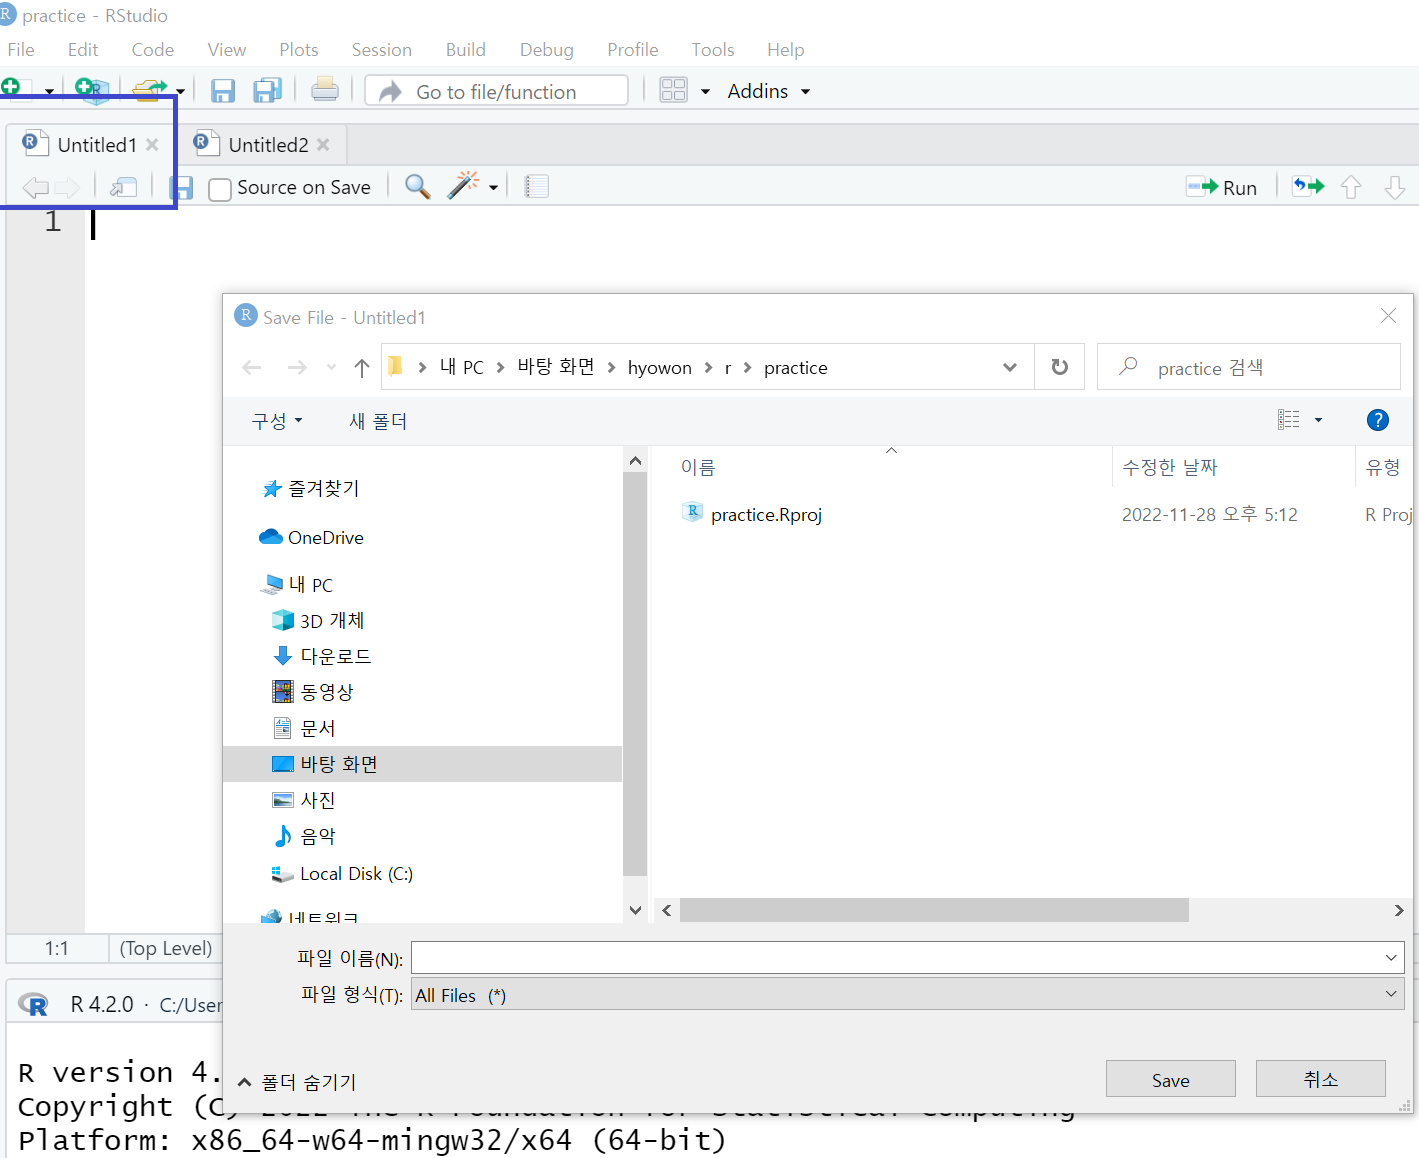 practice - RStudio
File Edit Code View Plots Session Build Debug Profile Tools Help
Go to file/function Addins
Untitled1 Untitled2
Source on Save Run
1
Save File - Untitled1
내 PC 바탕 화면 hyowon r practice practice 검색
구성 새 폴더
이름 수정한 날짜 유형
practice.Rproj 2022-11-28 오후 5:12 R Proj
즐겨찾기
OneDrive
내 PC
3D 개체
다운로드
동영상
문서
바탕 화면
사진
음악
Local Disk (C:)
네트워크
1:1 (Top Level)
파일 이름(N):
파일 형식(T): All Files (*)
R 4.2.0 · C:/User
폴더 숨기기 Save 취소
R version 4.
Copyright (C) 2022 The R Foundation for Statistical Computing
Platform: x86_64-w64-mingw32/x64 (64-bit)